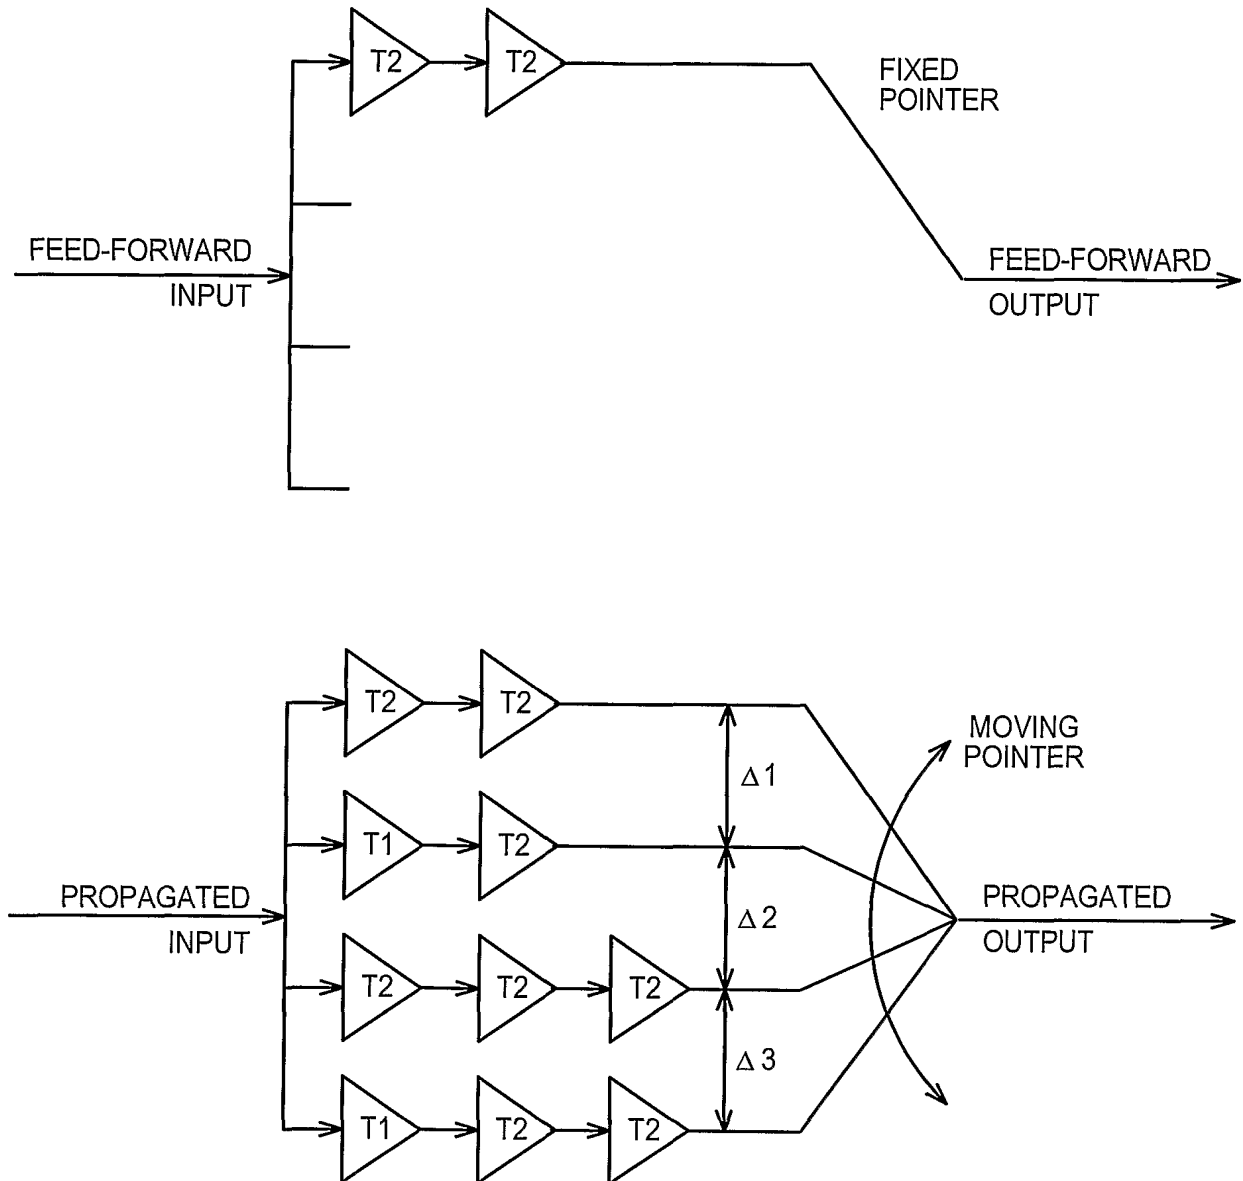 T2 T2
FIXED
POINTER
FEED-FORWARD
INPUT
FEED-FORWARD
OUTPUT
T2 T2
Δ1
MOVING
POINTER
T1 T2
PROPAGATED
INPUT
Δ2
PROPAGATED
OUTPUT
T2 T2 T2
Δ3
T1 T2 T2